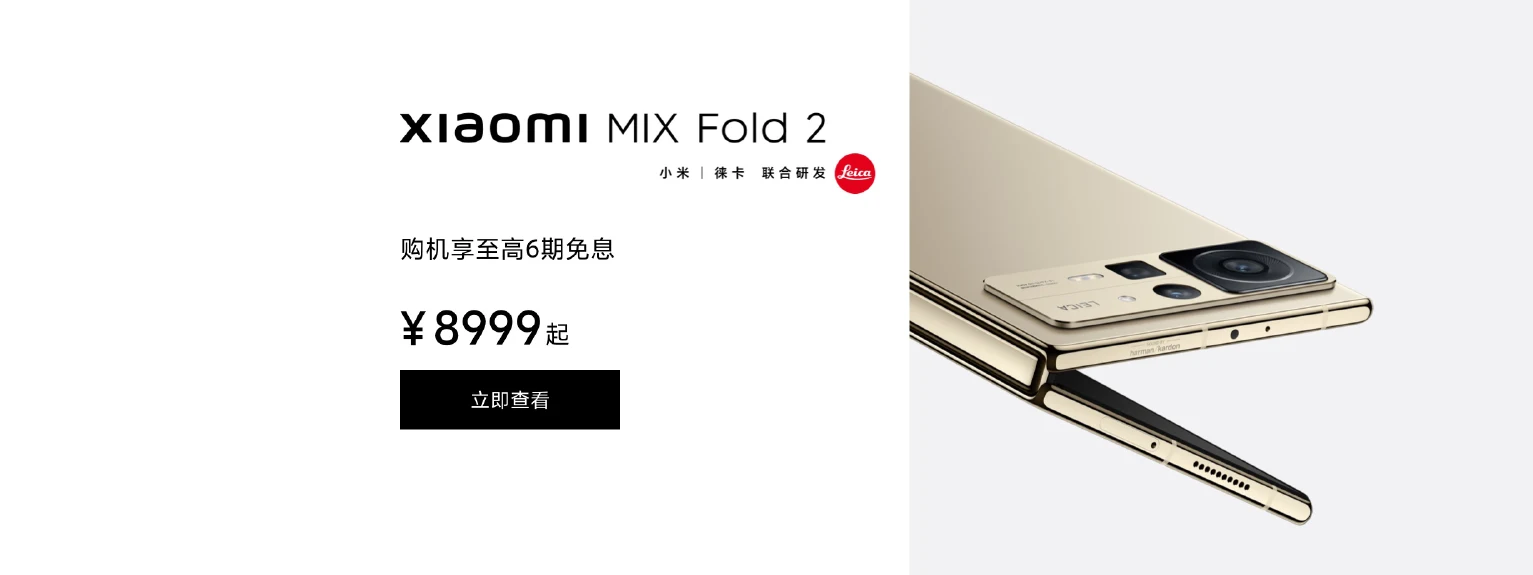 xiaomi MIX Fold 2
小米 | 徕卡 联合研发 Leica
购机享至高6期免息
¥8999起
立即查看
LEICA
harman / kardon